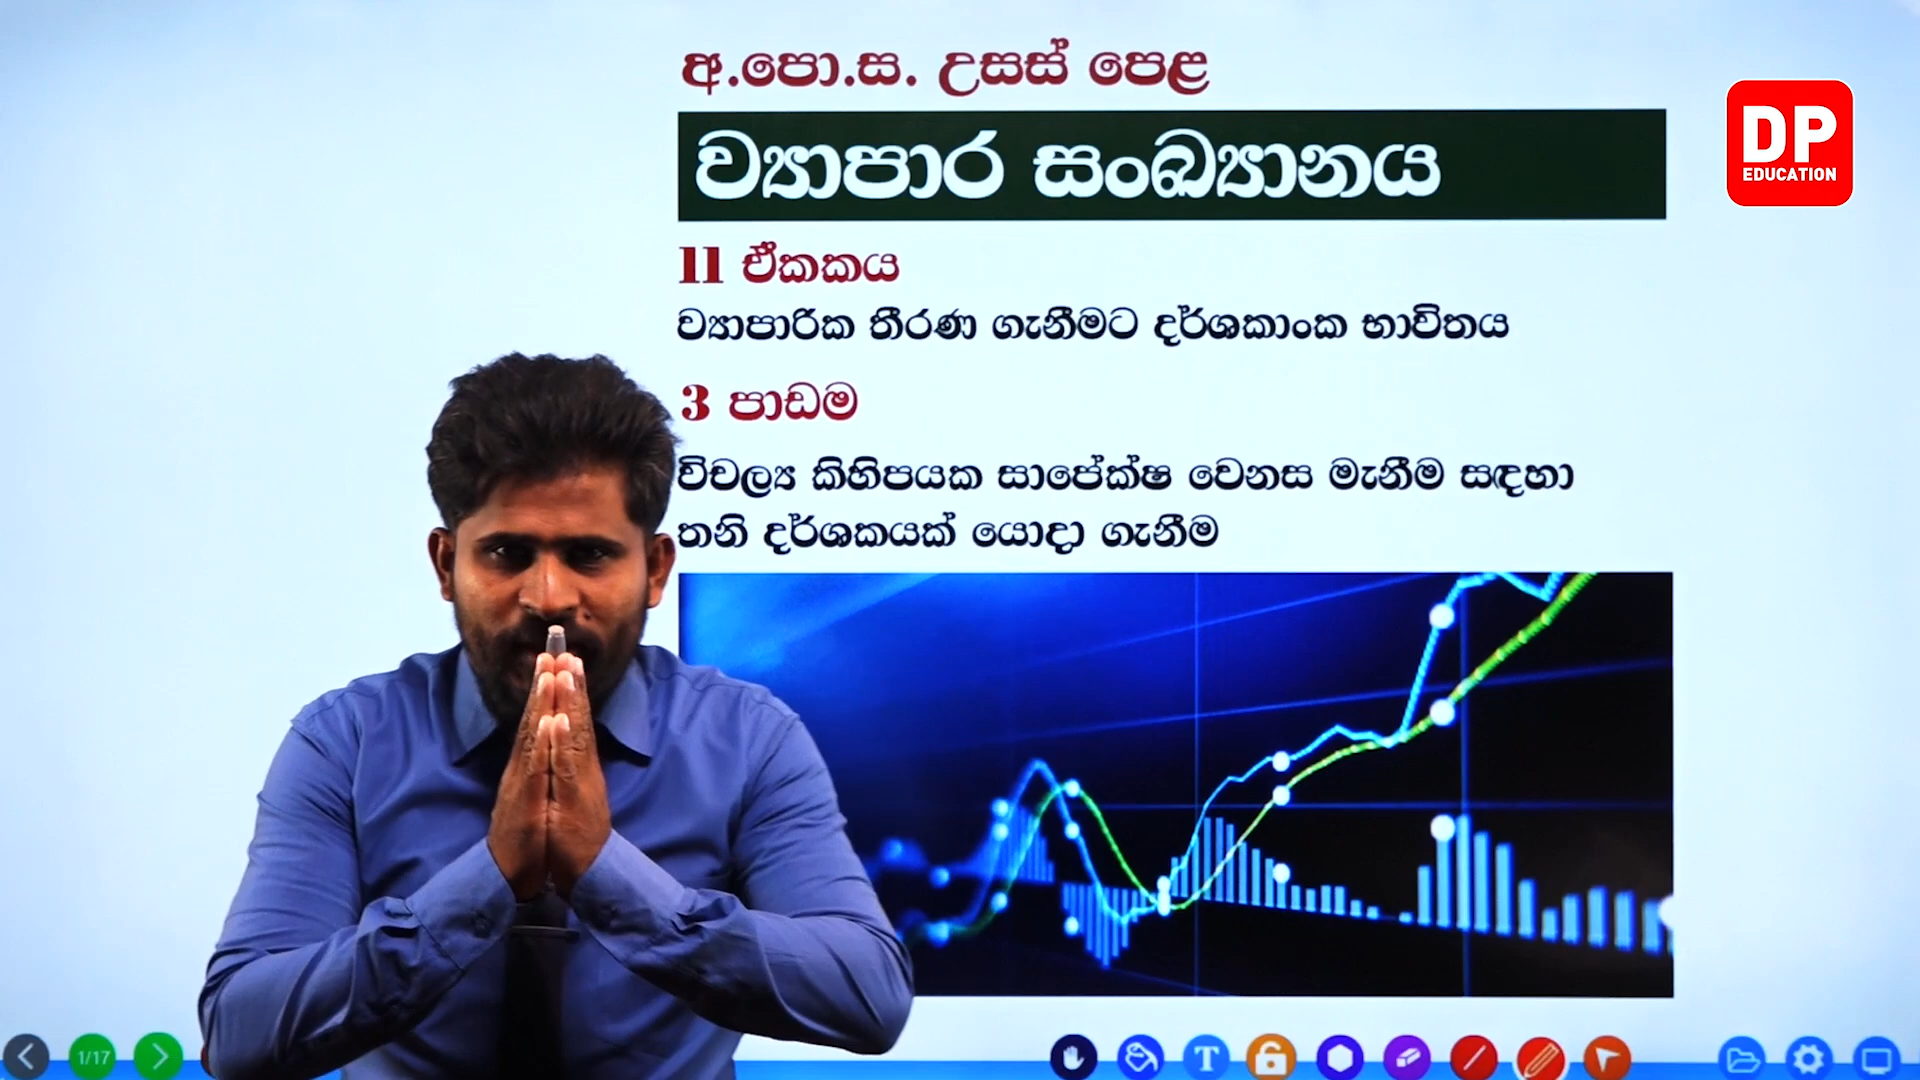 අ.පො.ස. උසස් පෙළ
ව්‍යාපාර සංඛ්‍යානය
DP
EDUCATION
11 ඒකකය
ව්‍යාපාරික තීරණ ගැනීමට දර්ශකාංක භාවිතය
3 පාඩම
විචල්‍ය කිහිපයක සාපේක්ෂ වෙනස මැනීම සඳහා
තනි දර්ශකයක් යොදා ගැනීම
1/17
T